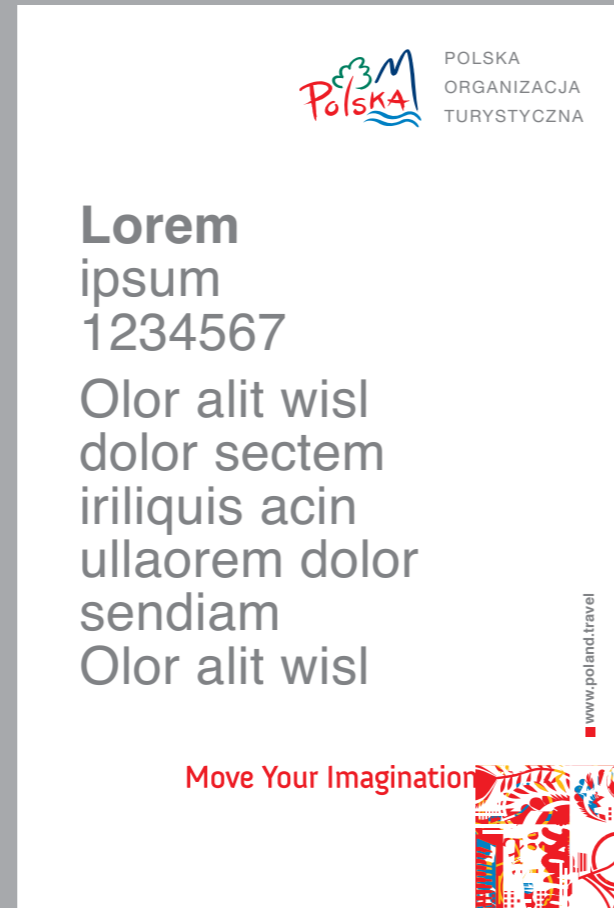 Polska
POLSKA
ORGANIZACJA
TURYSTYCZNA
Lorem
ipsum
1234567
Olor alit wisl
dolor sectem
iriliquis acin
ullaorem dolor
sendiam
Olor alit wisl
www.poland.travel
Move Your Imagination